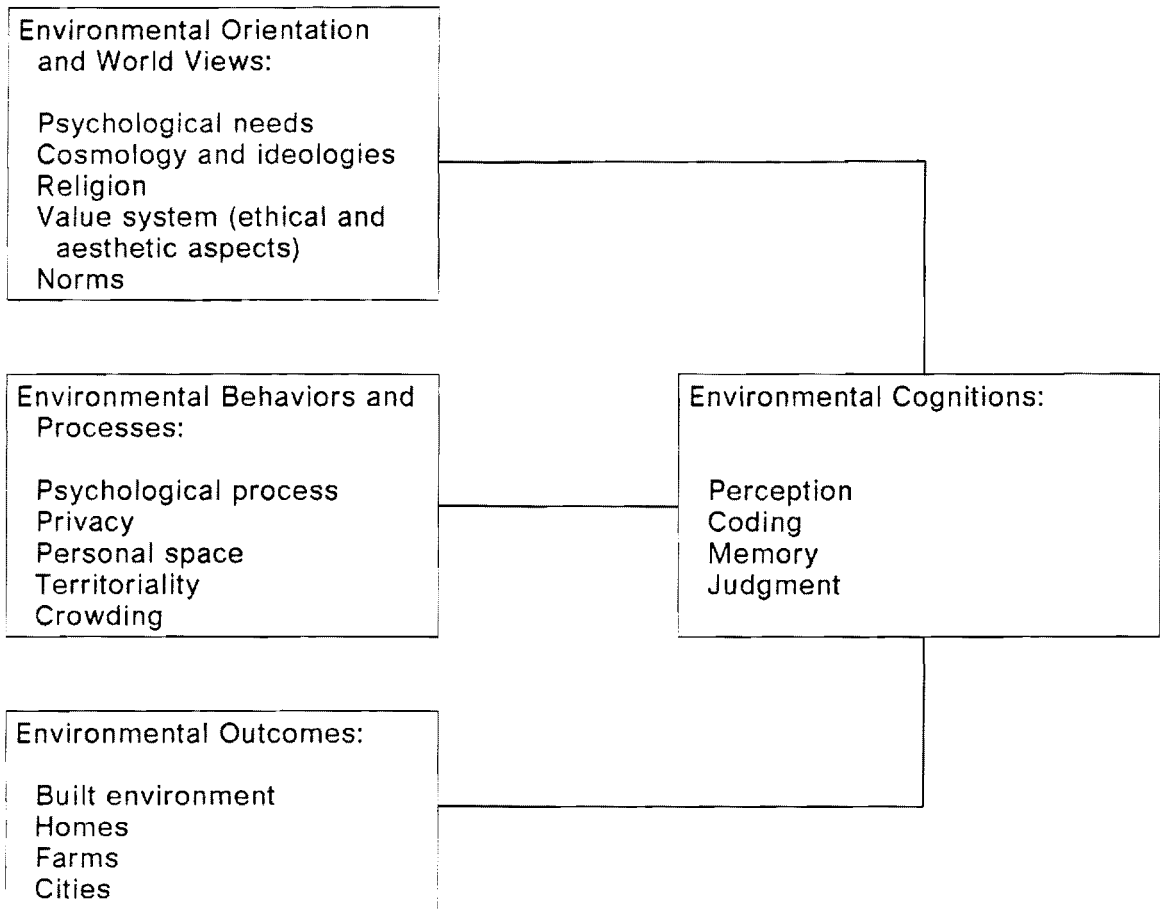 Environmental Orientation
and World Views:
Psychological needs
Cosmology and ideologies
Religion
Value system (ethical and
aesthetic aspects)
Norms
Environmental Behaviors and
Processes:
Psychological process
Privacy
Personal space
Territoriality
Crowding
Environmental Cognitions:
Perception
Coding
Memory
Judgment
Environmental Outcomes:
Built environment
Homes
Farms
Cities